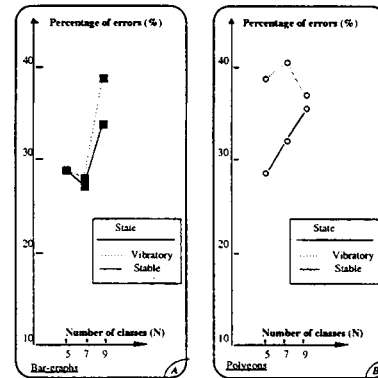 Percentage of errors (%)
40
30
20
10
State
Vibratory
Stable
Number of classes (N)
5 7 9
Bar-graphs
A
Percentage of errors (%)
40
30
20
10
State
Vibratory
Stable
Number of classes (N)
5 7 9
Polygons
B